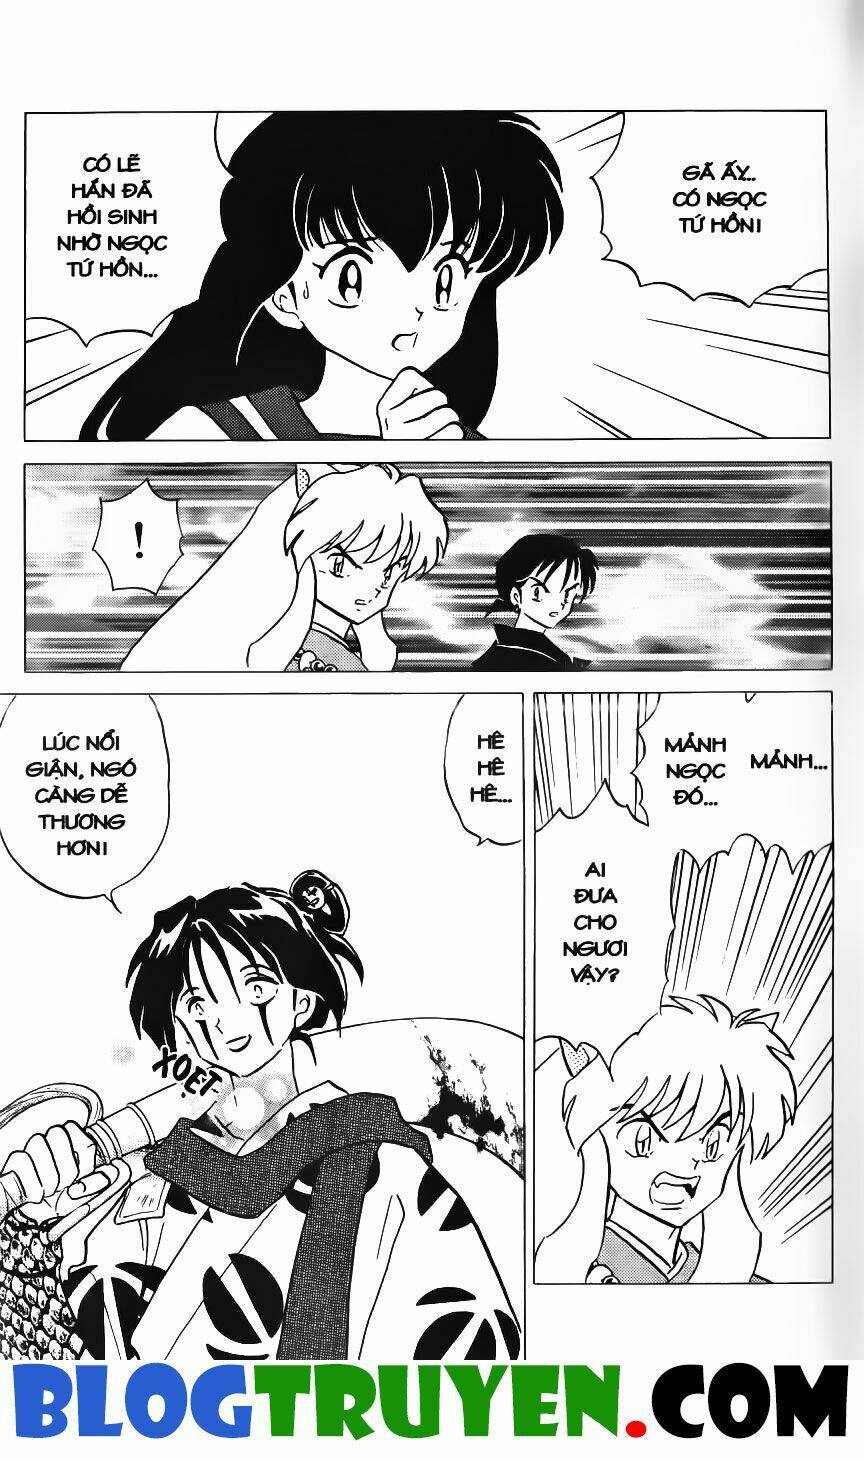 GÃ ẤY...
CÓ NGỌC
TỨ HỒN!
CÓ LẼ
HẮN ĐÃ
HỒI SINH
NHỜ NGỌC
TỨ HỒN...
!
MẢNH...
MẢNH
NGỌC
ĐÓ...
AI
ĐƯA
CHO
NGƯƠI
VẬY?
HÊ
HÊ
HÊ...
LÚC NỔI
GIẬN, NGÓ
CÀNG DỄ
THƯƠNG
HƠN!
XOẸT
BLOGTRUYEN.COM